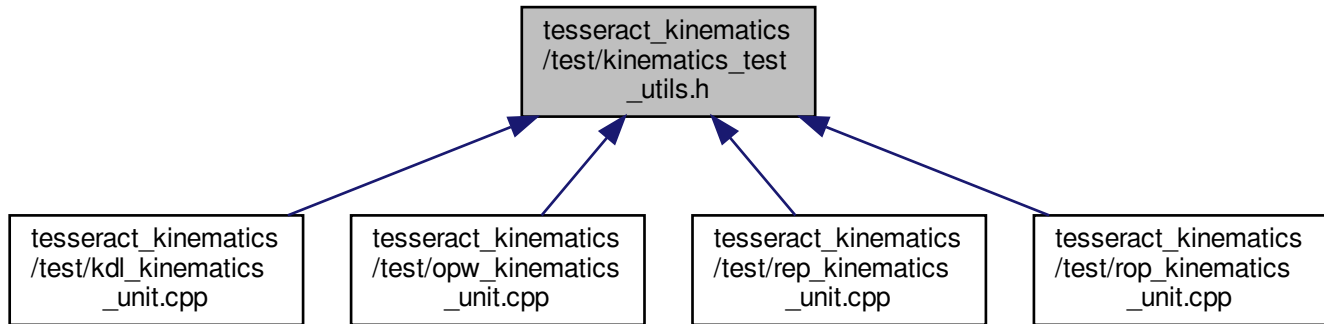 tesseract_kinematics
/test/kinematics_test
_utils.h
tesseract_kinematics
/test/kdl_kinematics
_unit.cpp
tesseract_kinematics
/test/opw_kinematics
_unit.cpp
tesseract_kinematics
/test/rep_kinematics
_unit.cpp
tesseract_kinematics
/test/rop_kinematics
_unit.cpp